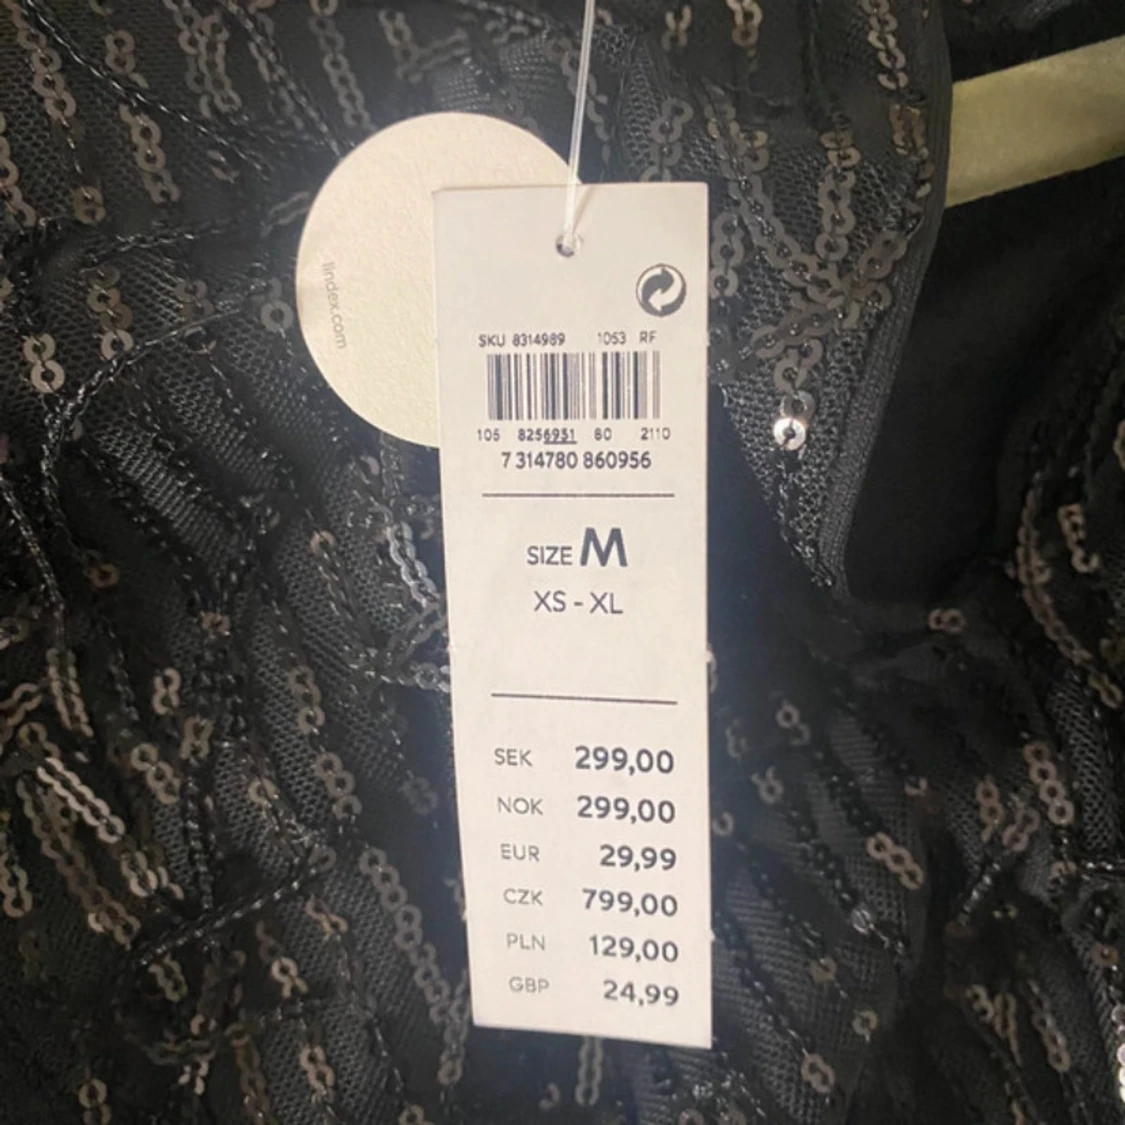 lindex.com
SKU 8314989 1053 RF
105 8256931 80 2110
7 314780 860956
SIZE M
XS - XL
SEK 299,00
NOK 299,00
EUR 29,99
CZK 799,00
PLN 129,00
GBP 24,99